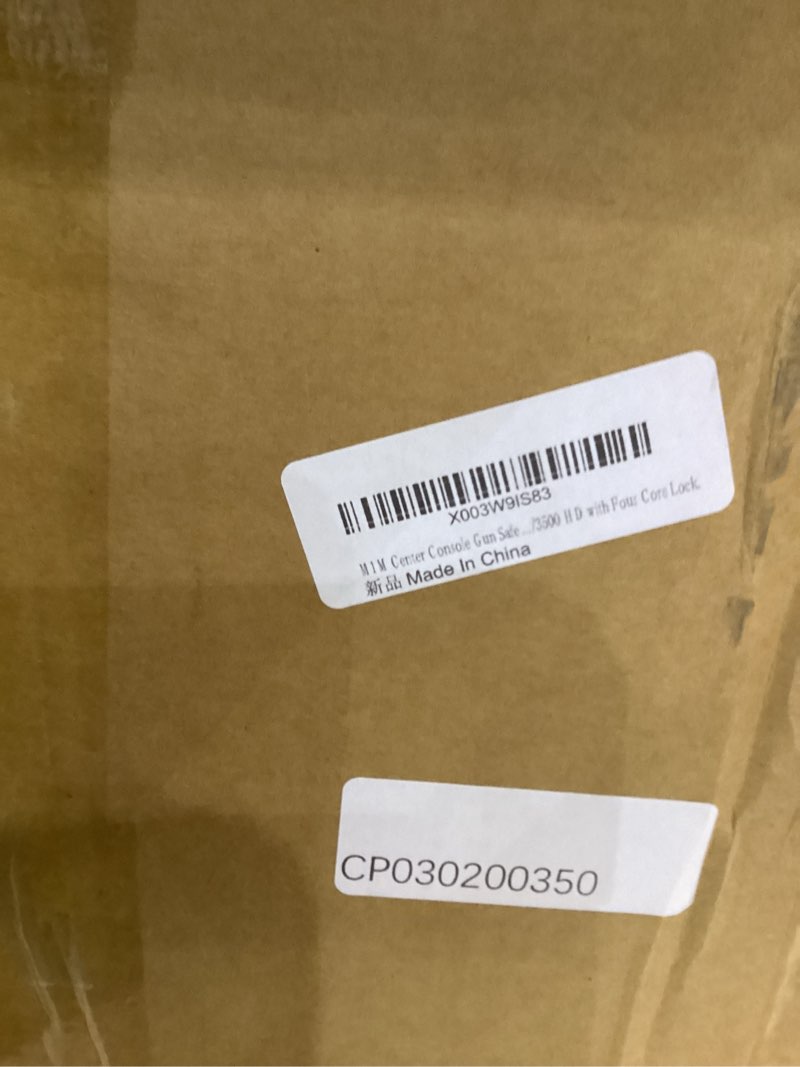 X003W9IS83
M1M Center Console Gun Safe.../3500 HD with Four Core Lock,
新品 Made In China
CP030200350